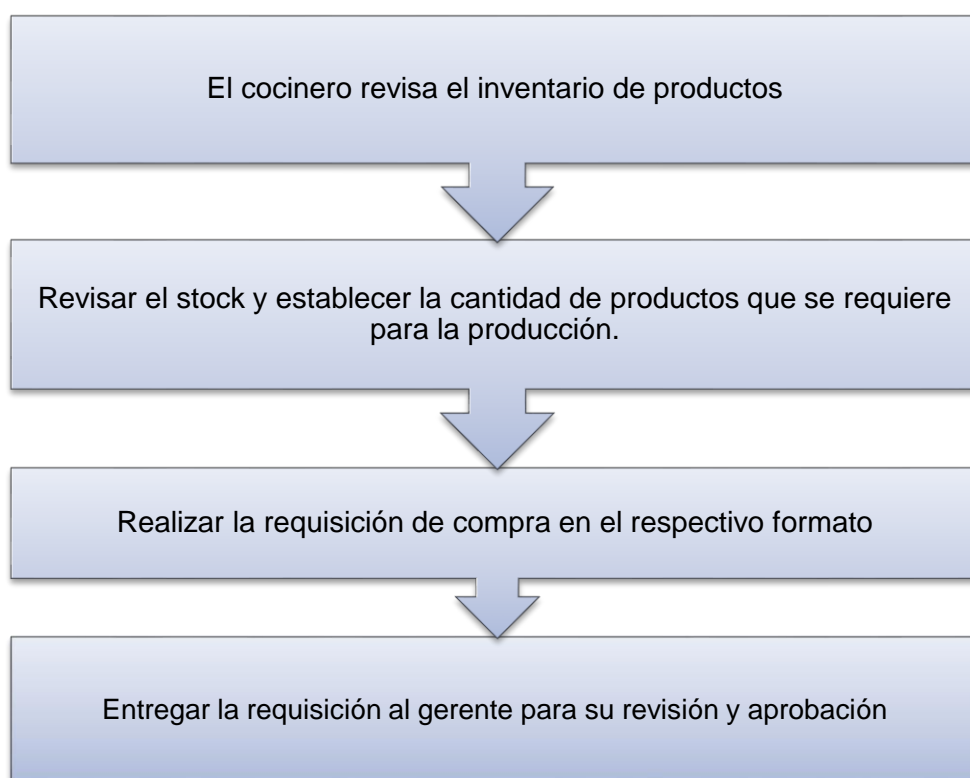 El cocinero revisa el inventario de productos
Revisar el stock y establecer la cantidad de productos que se requiere
para la producción.
Realizar la requisición de compra en el respectivo formato
Entregar la requisición al gerente para su revisión y aprobación